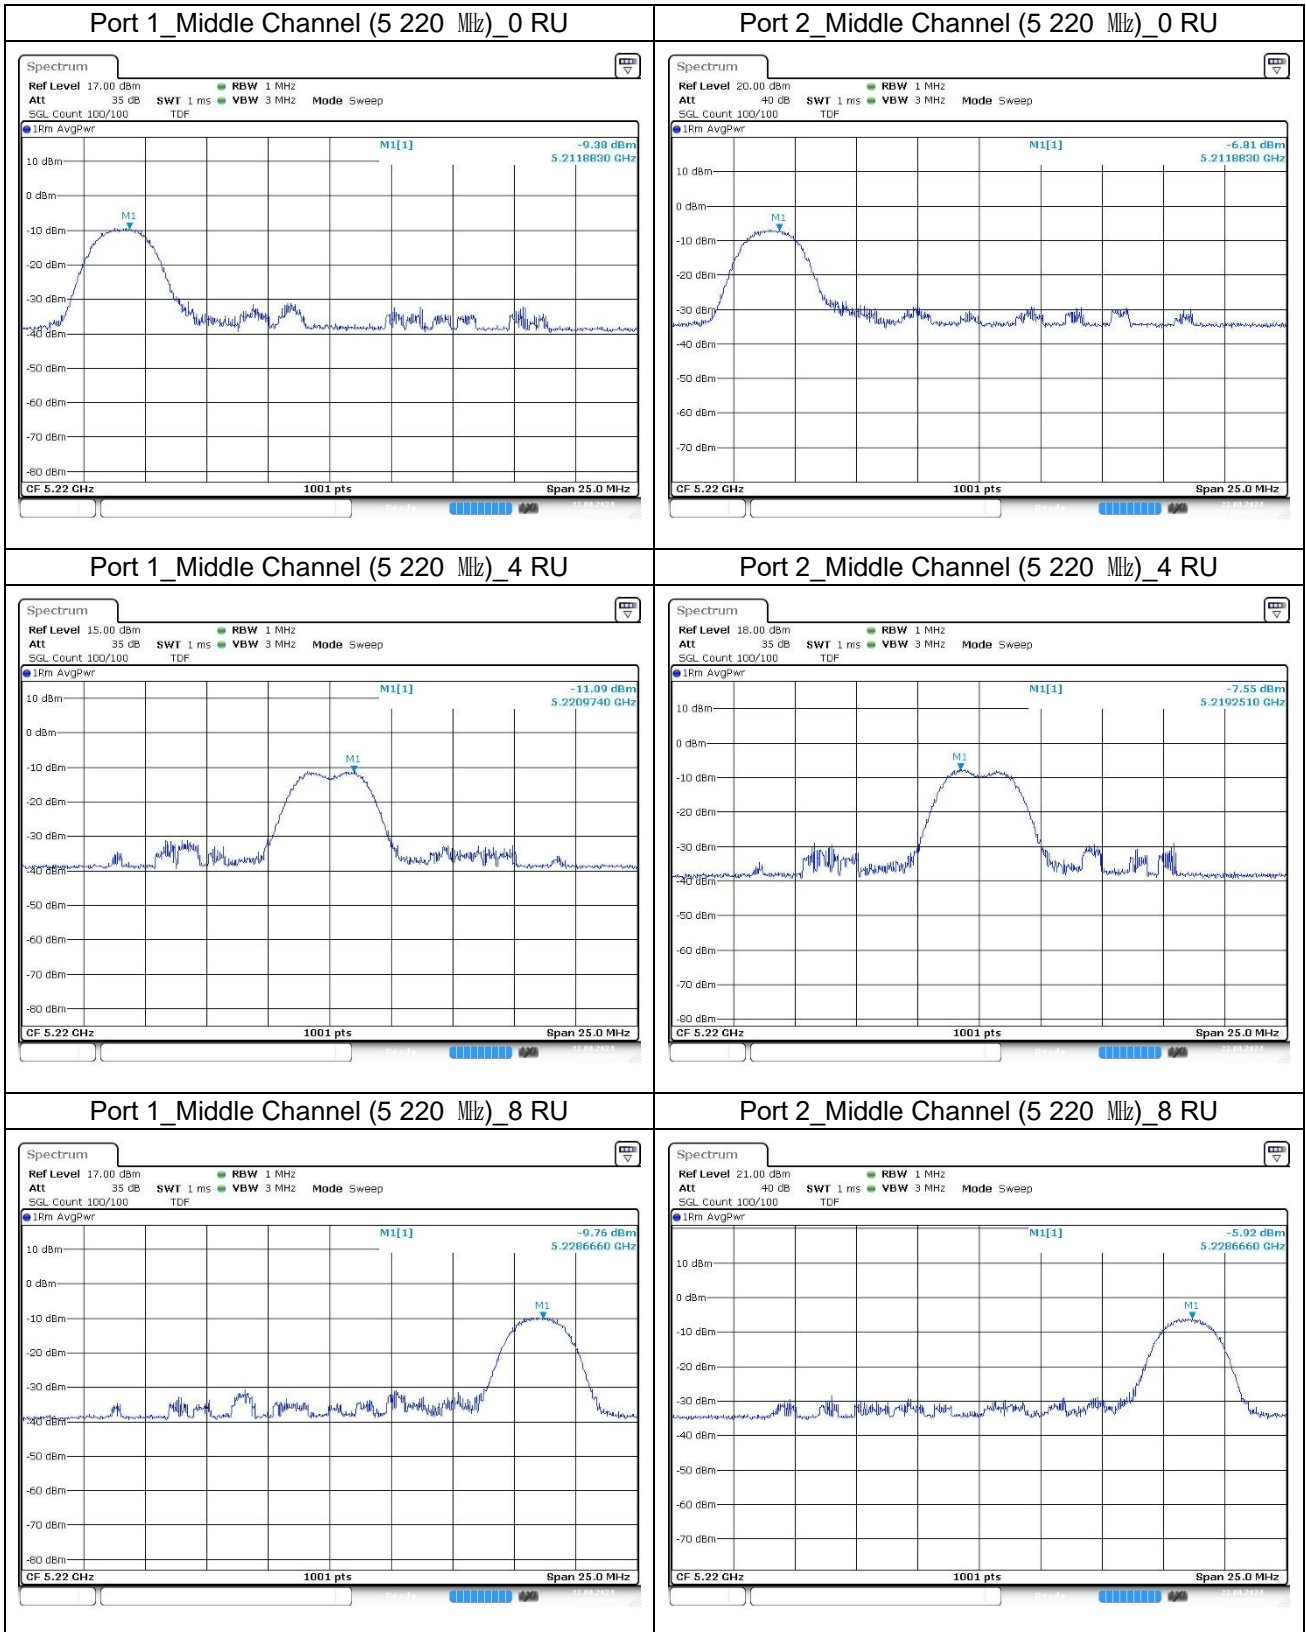 Port 1_Middle Channel (5 220 ㎒)_0 RU
Port 2_Middle Channel (5 220 ㎒)_0 RU
Spectrum
Ref Level 17.00 dBm RBW 1 MHz
Att 35 dB SWT 1 ms VBW 3 MHz Mode Sweep
SGL Count 100/100 TDF
1Rm AvgPwr
M1[1] -9.38 dBm
5.2118830 GHz
10 dBm
0 dBm
M1
-10 dBm
-20 dBm
-30 dBm
-40 dBm
-50 dBm
-60 dBm
-70 dBm
-80 dBm
CF 5.22 GHz 1001 pts Span 25.0 MHz
Spectrum
Ref Level 20.00 dBm RBW 1 MHz
Att 40 dB SWT 1 ms VBW 3 MHz Mode Sweep
SGL Count 100/100 TDF
1Rm AvgPwr
M1[1] -6.81 dBm
5.2118830 GHz
10 dBm
0 dBm
M1
-10 dBm
-20 dBm
-30 dBm
-40 dBm
-50 dBm
-60 dBm
-70 dBm
CF 5.22 GHz 1001 pts Span 25.0 MHz
Port 1_Middle Channel (5 220 ㎒)_4 RU
Port 2_Middle Channel (5 220 ㎒)_4 RU
Spectrum
Ref Level 15.00 dBm RBW 1 MHz
Att 35 dB SWT 1 ms VBW 3 MHz Mode Sweep
SGL Count 100/100 TDF
1Rm AvgPwr
M1[1] -11.09 dBm
5.2209740 GHz
10 dBm
0 dBm
M1
-10 dBm
-20 dBm
-30 dBm
-40 dBm
-50 dBm
-60 dBm
-70 dBm
-80 dBm
CF 5.22 GHz 1001 pts Span 25.0 MHz
Spectrum
Ref Level 18.00 dBm RBW 1 MHz
Att 35 dB SWT 1 ms VBW 3 MHz Mode Sweep
SGL Count 100/100 TDF
1Rm AvgPwr
M1[1] -7.55 dBm
5.2192510 GHz
10 dBm
0 dBm
M1
-10 dBm
-20 dBm
-30 dBm
-40 dBm
-50 dBm
-60 dBm
-70 dBm
-80 dBm
CF 5.22 GHz 1001 pts Span 25.0 MHz
Port 1_Middle Channel (5 220 ㎒)_8 RU
Port 2_Middle Channel (5 220 ㎒)_8 RU
Spectrum
Ref Level 17.00 dBm RBW 1 MHz
Att 35 dB SWT 1 ms VBW 3 MHz Mode Sweep
SGL Count 100/100 TDF
1Rm AvgPwr
M1[1] -9.76 dBm
5.2286660 GHz
10 dBm
0 dBm
M1
-10 dBm
-20 dBm
-30 dBm
-40 dBm
-50 dBm
-60 dBm
-70 dBm
-80 dBm
CF 5.22 GHz 1001 pts Span 25.0 MHz
Spectrum
Ref Level 21.00 dBm RBW 1 MHz
Att 40 dB SWT 1 ms VBW 3 MHz Mode Sweep
SGL Count 100/100 TDF
1Rm AvgPwr
M1[1] -5.92 dBm
5.2286660 GHz
10 dBm
0 dBm
M1
-10 dBm
-20 dBm
-30 dBm
-40 dBm
-50 dBm
-60 dBm
-70 dBm
CF 5.22 GHz 1001 pts Span 25.0 MHz